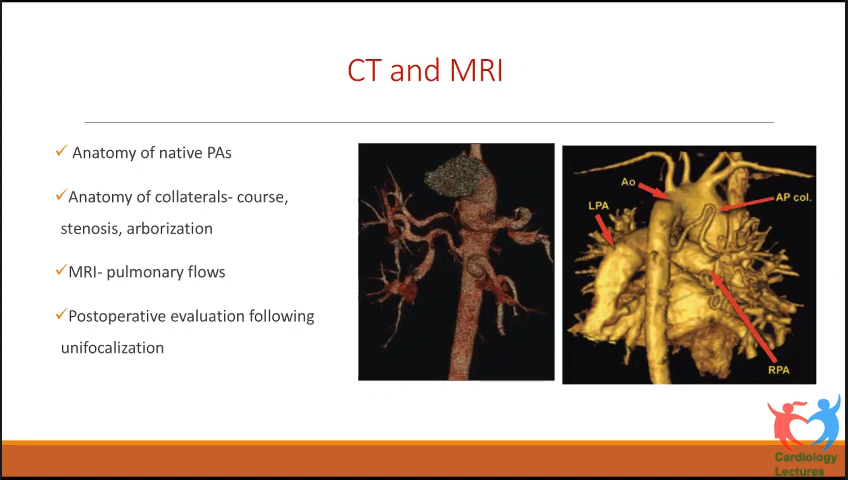 CT and MRI
✓ Anatomy of native PAs
✓Anatomy of collaterals- course,
stenosis, arborization
✓MRI- pulmonary flows
✓Postoperative evaluation following
unifocalization
Ao
LPA
AP col.
RPA
Cardiology
Lectures